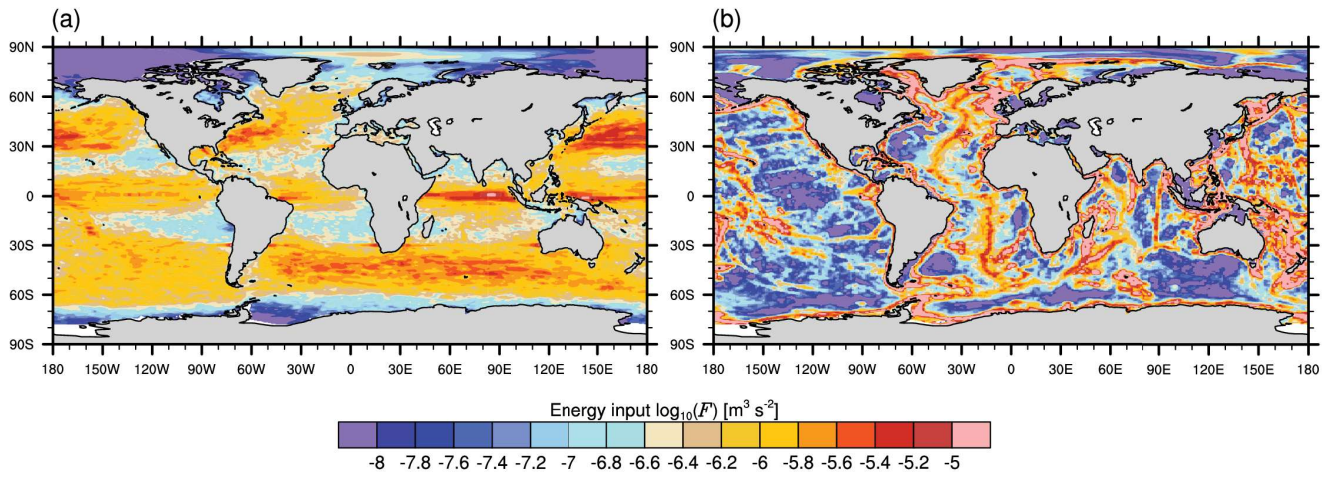 (a) (b)
90N
60N
30N
0
30S
60S
90S
180 150W 120W 90W 60W 30W 0 30E 60E 90E 120E 150E 180
180 150W 120W 90W 60W 30W 0 30E 60E 90E 120E 150E 180
90N
60N
30N
0
30S
60S
90S
Energy input log₁₀(F) [m³ s⁻²]
-8 -7.8 -7.6 -7.4 -7.2 -7 -6.8 -6.6 -6.4 -6.2 -6 -5.8 -5.6 -5.4 -5.2 -5